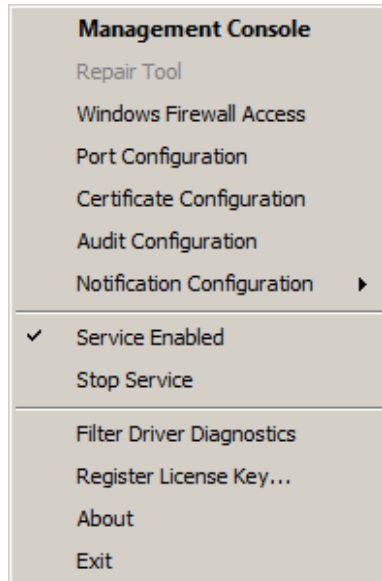 Management Console
Repair Tool
Windows Firewall Access
Port Configuration
Certificate Configuration
Audit Configuration
Notification Configuration
Service Enabled
Stop Service
Filter Driver Diagnostics
Register License Key...
About
Exit